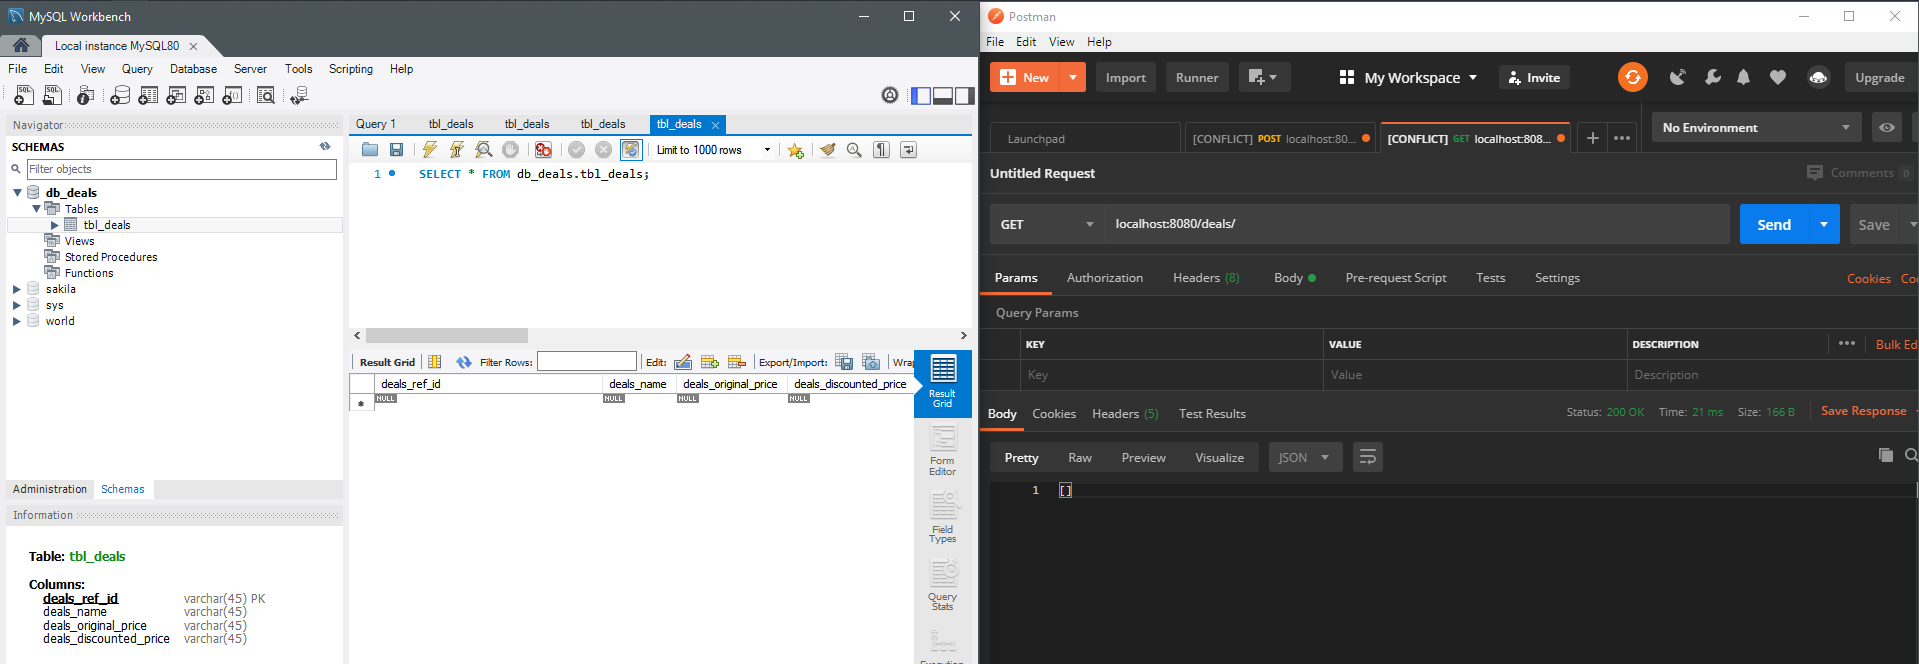 MySQL Workbench
Local instance MySQL80
File Edit View Query Database Server Tools Scripting Help
Navigator
SCHEMAS
Filter objects
db_deals
Tables
tbl_deals
Views
Stored Procedures
Functions
sakila
sys
world
Administration Schemas
Information
Table: tbl_deals
Columns:
deals_ref_id varchar(45) PK
deals_name varchar(45)
deals_original_price varchar(45)
deals_discounted_price varchar(45)
Query 1 tbl_deals tbl_deals tbl_deals tbl_deals
Limit to 1000 rows
1 SELECT * FROM db_deals.tbl_deals;
Result Grid Filter Rows: Edit: Export/Import: Wrap
deals_ref_id deals_name deals_original_price deals_discounted_price
NULL NULL NULL NULL
Result
Grid
Form
Editor
Field
Types
Query
Stats
Execution
Postman
File Edit View Help
New Import Runner My Workspace Invite Upgrade
Launchpad [CONFLICT] POST localhost:80... [CONFLICT] GET localhost:808... No Environment
Untitled Request Comments 0
GET localhost:8080/deals/ Send Save
Params Authorization Headers (8) Body Pre-request Script Tests Settings Cookies Co
Query Params
KEY VALUE DESCRIPTION Bulk Ed
Key Value Description
Body Cookies Headers (5) Test Results Status: 200 OK Time: 21 ms Size: 166 B Save Response
Pretty Raw Preview Visualize JSON
1 []